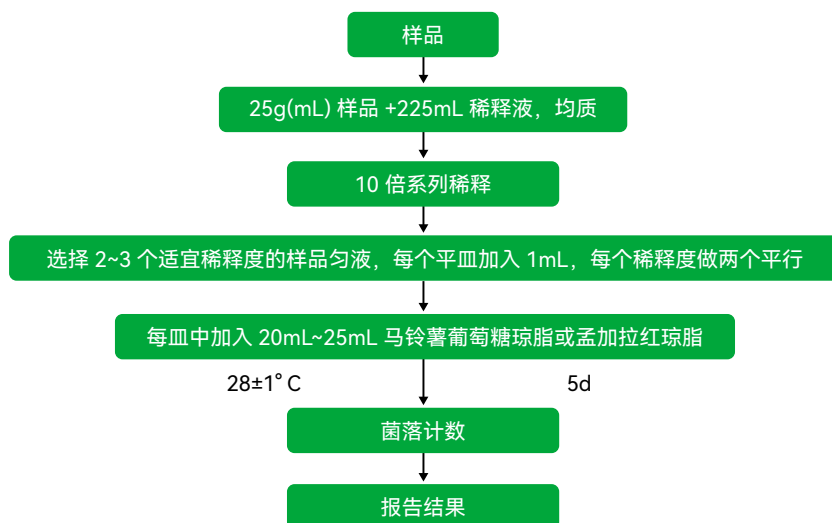 样品
25g(mL) 样品 +225mL 稀释液，均质
10 倍系列稀释
选择 2~3 个适宜稀释度的样品匀液，每个平皿加入 1mL，每个稀释度做两个平行
每皿中加入 20mL~25mL 马铃薯葡萄糖琼脂或孟加拉红琼脂
28±1°C 5d
菌落计数
报告结果